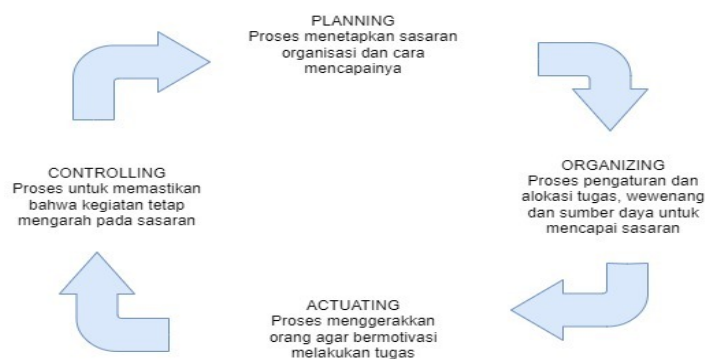 PLANNING
Proses menetapkan sasaran
organisasi dan cara
mencapainya
ORGANIZING
Proses pengaturan dan
alokasi tugas, wewenang
dan sumber daya untuk
mencapai sasaran
ACTUATING
Proses menggerakkan
orang agar bermotivasi
melakukan tugas
CONTROLLING
Proses untuk memastikan
bahwa kegiatan tetap
mengarah pada sasaran